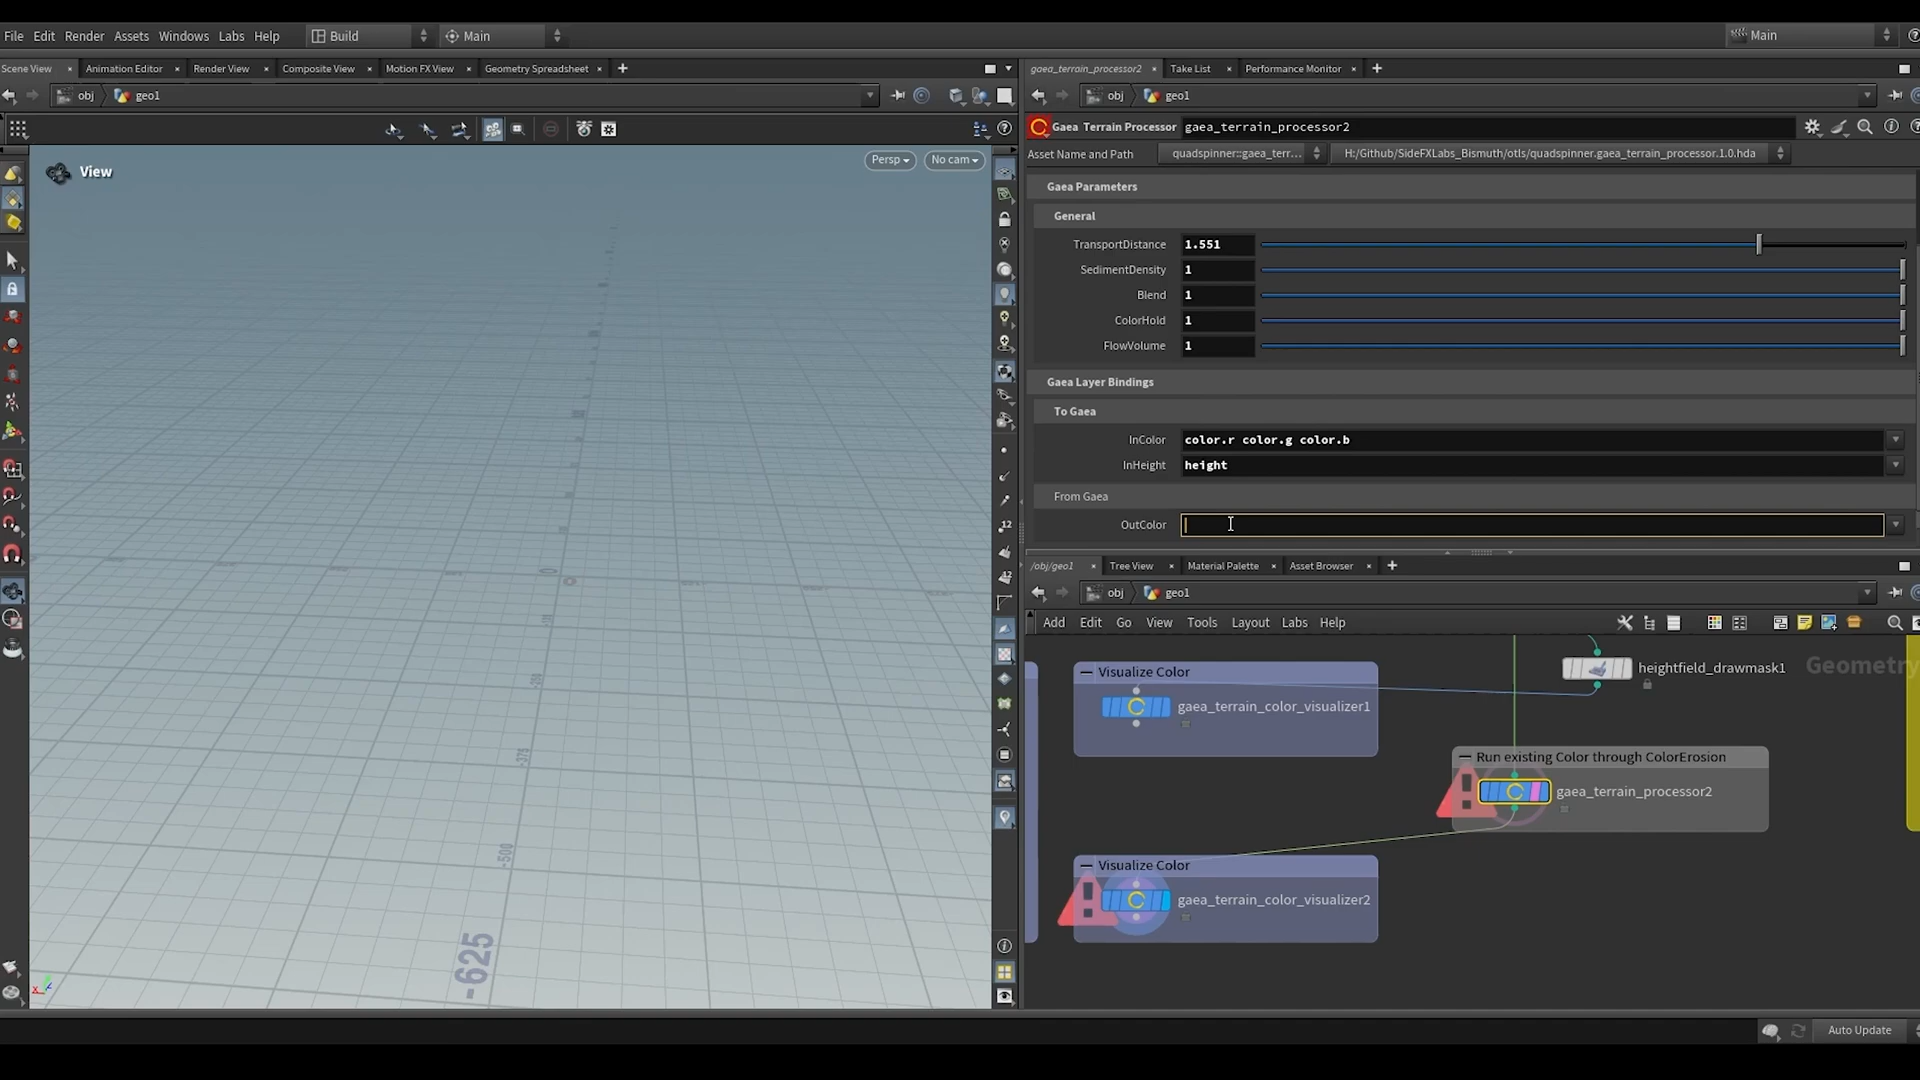 File Edit Render Assets Windows Labs Help Build Main Main
Scene View Animation Editor Render View Composite View Motion FX View Geometry Spreadsheet
obj geo1
View
Persp No cam
-375
-500
-625
gaea_terrain_processor2 Take List Performance Monitor
obj geo1
Gaea Terrain Processor gaea_terrain_processor2
Asset Name and Path quadspinner::gaea_terr... H:/Github/SideFXLabs_Bismuth/otls/quadspinner.gaea_terrain_processor.1.0.hda
Gaea Parameters
General
TransportDistance 1.551
SedimentDensity 1
Blend 1
ColorHold 1
FlowVolume 1
Gaea Layer Bindings
To Gaea
InColor color.r color.g color.b
InHeight height
From Gaea
OutColor
/obj/geo1 Tree View Material Palette Asset Browser
obj geo1
Add Edit Go View Tools Layout Labs Help
Geometry
heightfield_drawmask1
Visualize Color
gaea_terrain_color_visualizer1
Run existing Color through ColorErosion
gaea_terrain_processor2
Visualize Color
gaea_terrain_color_visualizer2
Auto Update